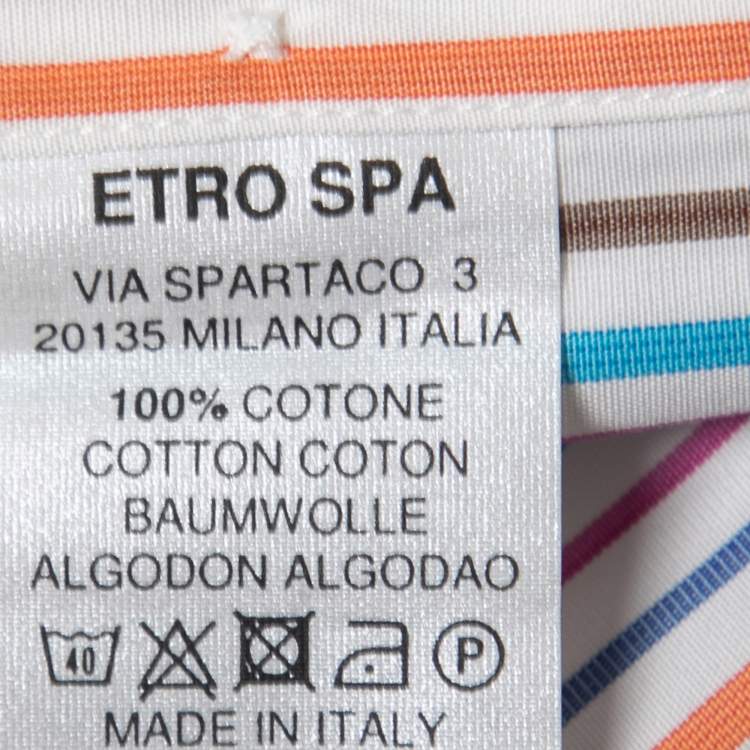 ETRO SPA
VIA SPARTACO 3
20135 MILANO ITALIA
100% COTONE
COTTON COTON
BAUMWOLLE
ALGODON ALGODAO
40 P
MADE IN ITALY